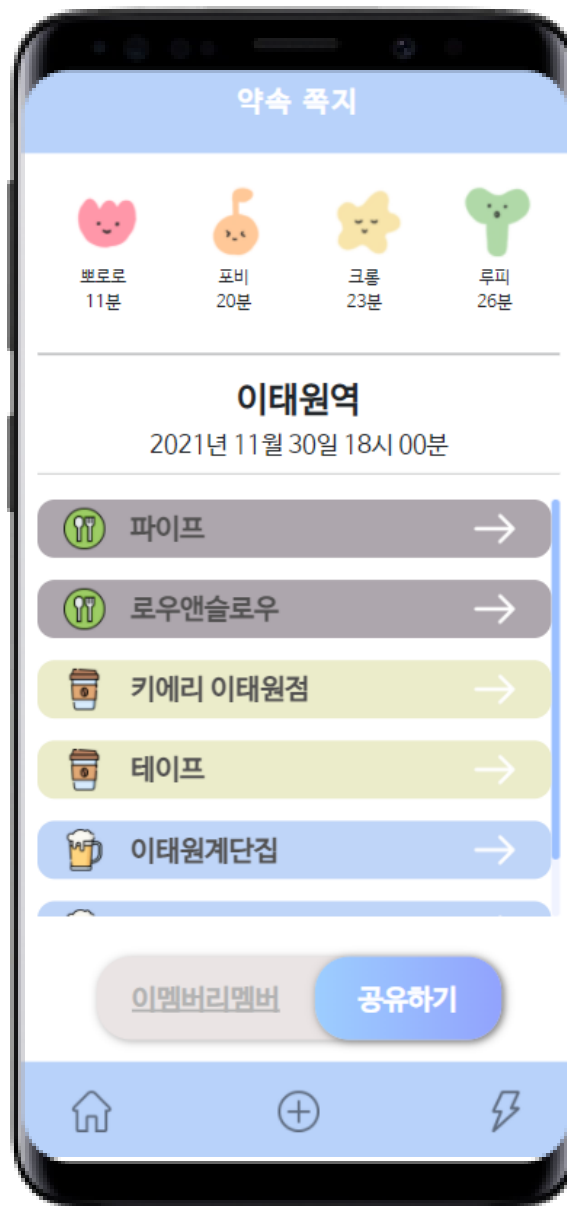 약속 쪽지
뽀로로 포비 크롱 루피
11분 20분 23분 26분
이태원역
2021년 11월 30일 18시 00분
파이프
로우앤슬로우
키에리 이태원점
테이프
이태원계단집
이멤버리멤버 공유하기